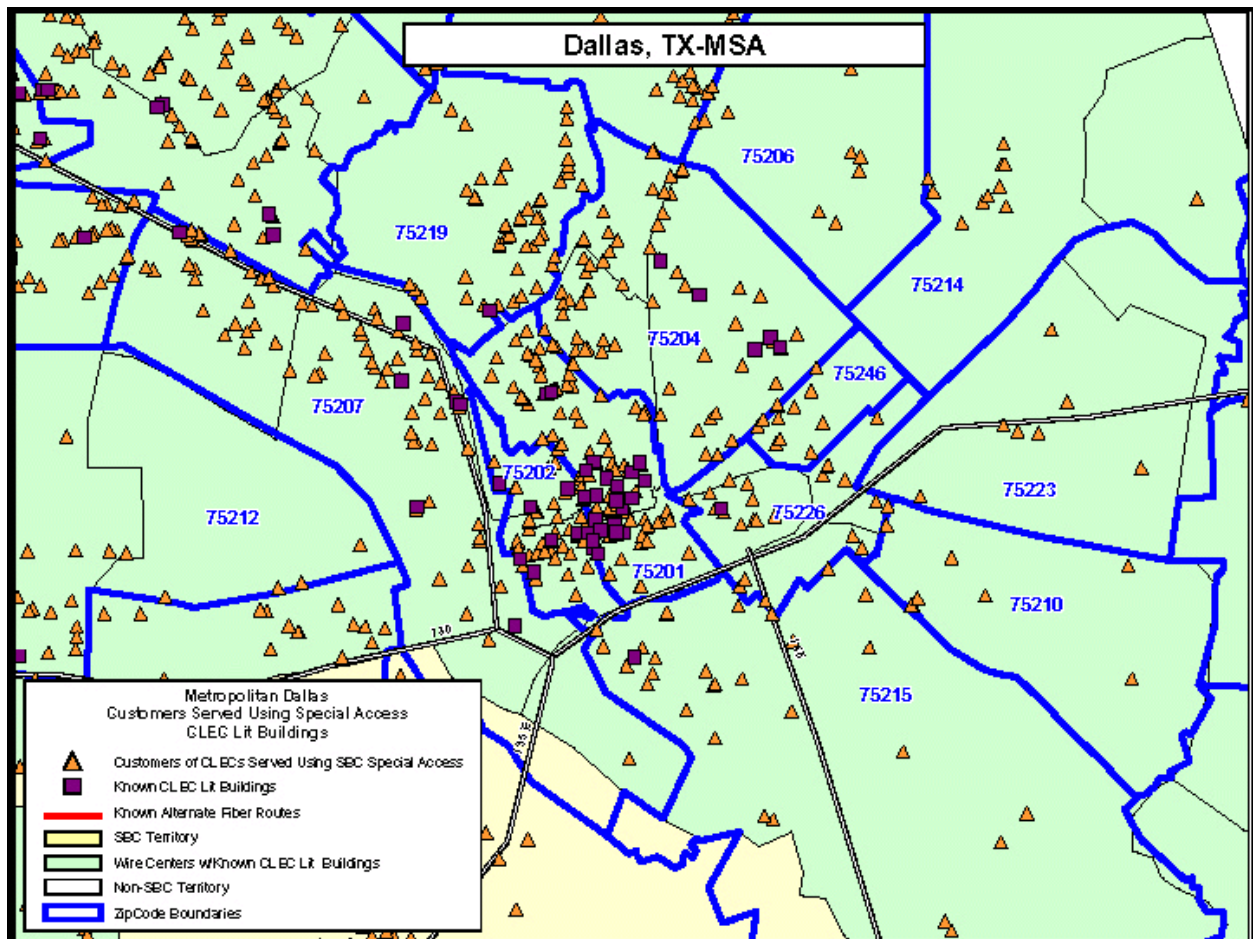 Dallas, TX-MSA
75206
75219
75214
75204
75246
75207
75202
75223
75212
75226
75201
75210
730
75215
Metropolitan Dallas
Customers Served Using Special Access
CLEC Lit Buildings
Customers of CLECs Served Using SBC Special Access
Known CLEC Lit Buildings
Known Alternate Fiber Routes
SBC Territory
Wire Centers w/Known CLEC Lit Buildings
Non-SBC Territory
ZipCode Boundaries